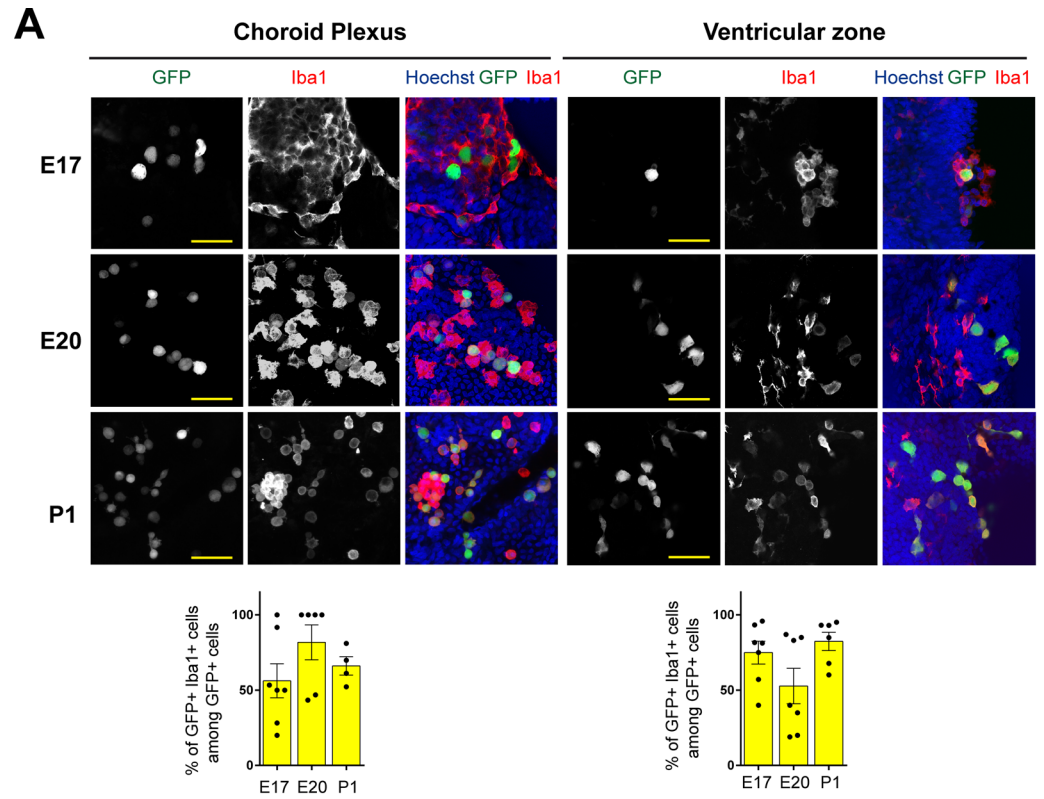 A
Choroid Plexus
Ventricular zone
GFP
Iba1
Hoechst GFP Iba1
GFP
Iba1
Hoechst GFP Iba1
E17
E20
P1
% of GFP+ Iba1+ cells
among GFP+ cells
100
50
0
E17 E20 P1
% of GFP+ Iba1+ cells
among GFP+ cells
100
50
0
E17 E20 P1